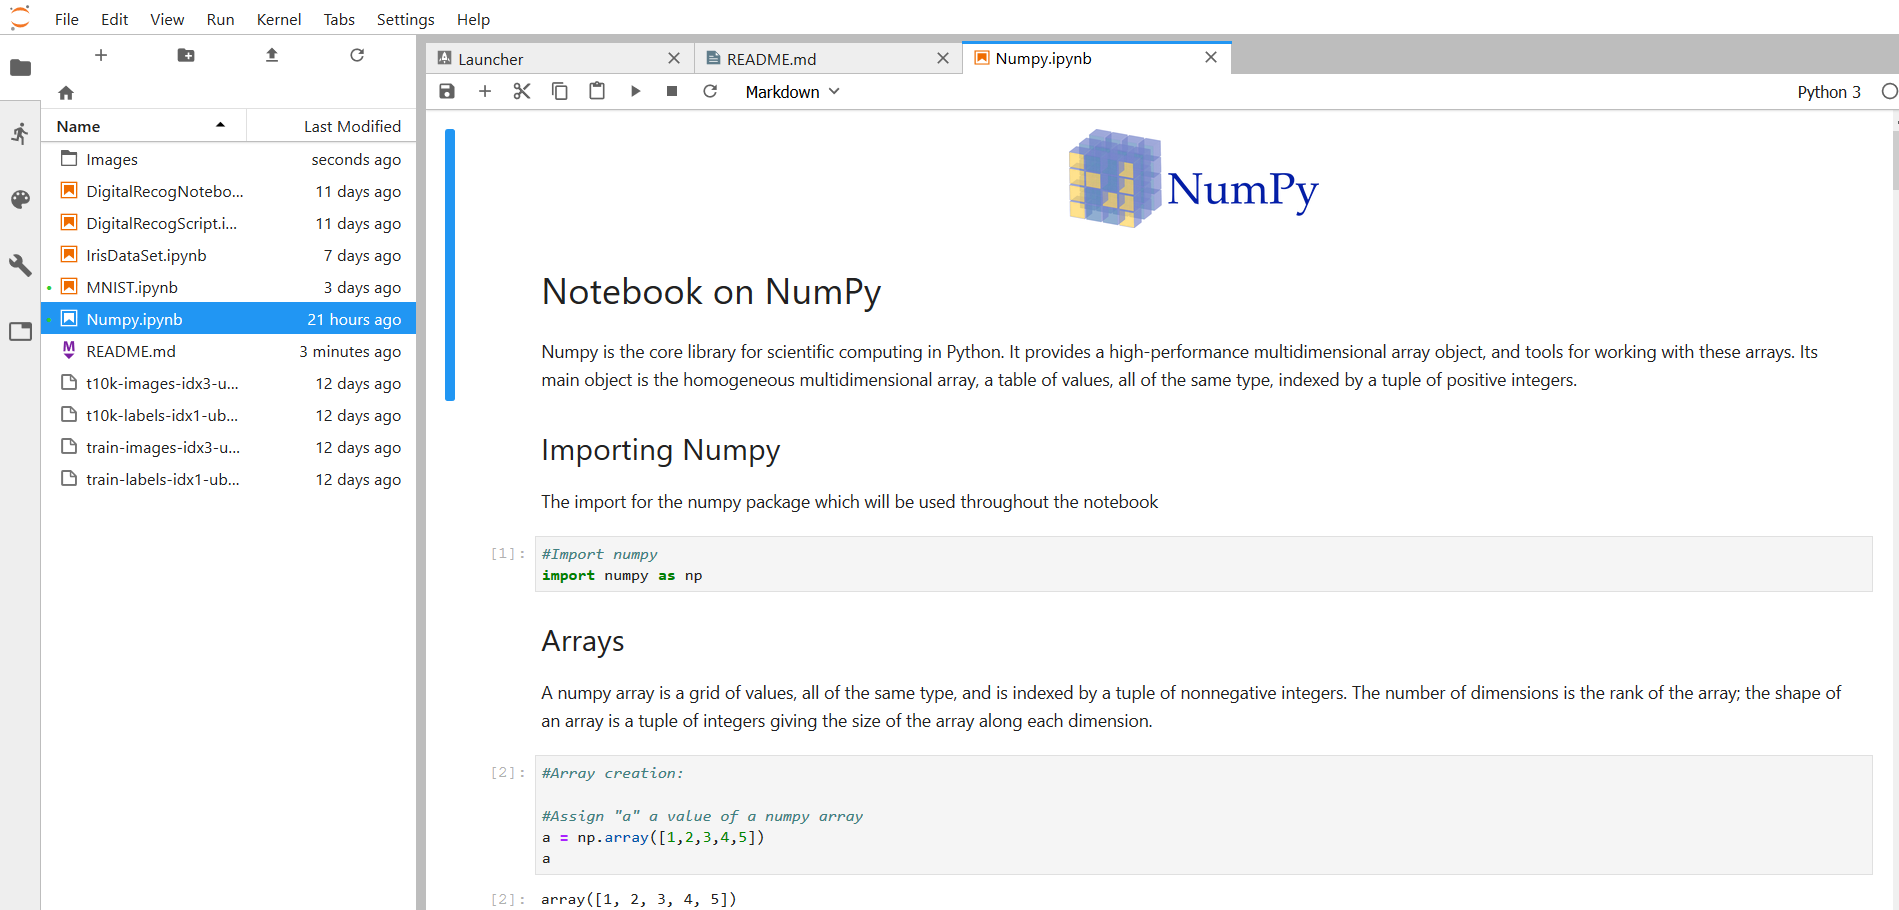 File Edit View Run Kernel Tabs Settings Help
Launcher README.md Numpy.ipynb
Markdown Python 3
Name Last Modified
Images seconds ago
DigitalRecogNotebo... 11 days ago
DigitalRecogScript.i... 11 days ago
IrisDataSet.ipynb 7 days ago
MNIST.ipynb 3 days ago
Numpy.ipynb 21 hours ago
README.md 3 minutes ago
t10k-images-idx3-u... 12 days ago
t10k-labels-idx1-ub... 12 days ago
train-images-idx3-u... 12 days ago
train-labels-idx1-ub... 12 days ago
NumPy
Notebook on NumPy
Numpy is the core library for scientific computing in Python. It provides a high-performance multidimensional array object, and tools for working with these arrays. Its
main object is the homogeneous multidimensional array, a table of values, all of the same type, indexed by a tuple of positive integers.
Importing Numpy
The import for the numpy package which will be used throughout the notebook
[1]: #Import numpy
import numpy as np
Arrays
A numpy array is a grid of values, all of the same type, and is indexed by a tuple of nonnegative integers. The number of dimensions is the rank of the array; the shape of
an array is a tuple of integers giving the size of the array along each dimension.
[2]: #Array creation:
#Assign "a" a value of a numpy array
a = np.array([1,2,3,4,5])
a
[2]: array([1, 2, 3, 4, 5])